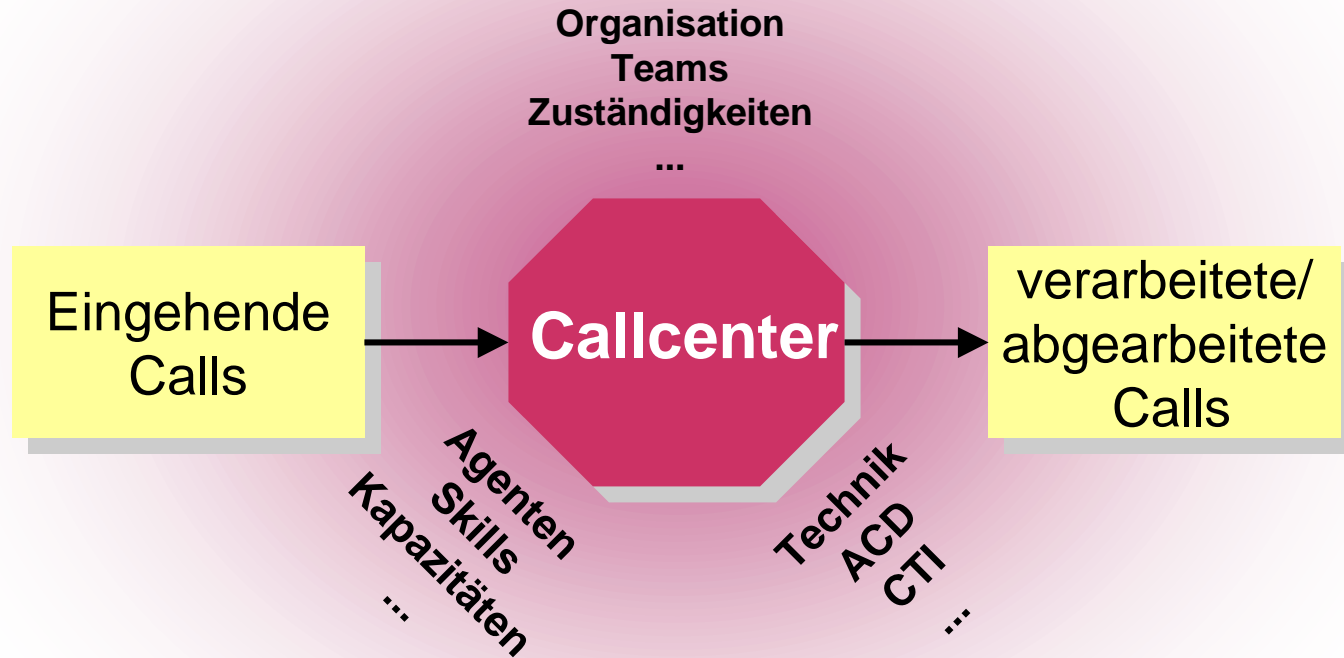 Organisation
Teams
Zuständigkeiten
...
Eingehende
Calls
Callcenter
verarbeitete/
abgearbeitete
Calls
Agenten
Skills
Kapazitäten
...
Technik
ACD
CTI
...